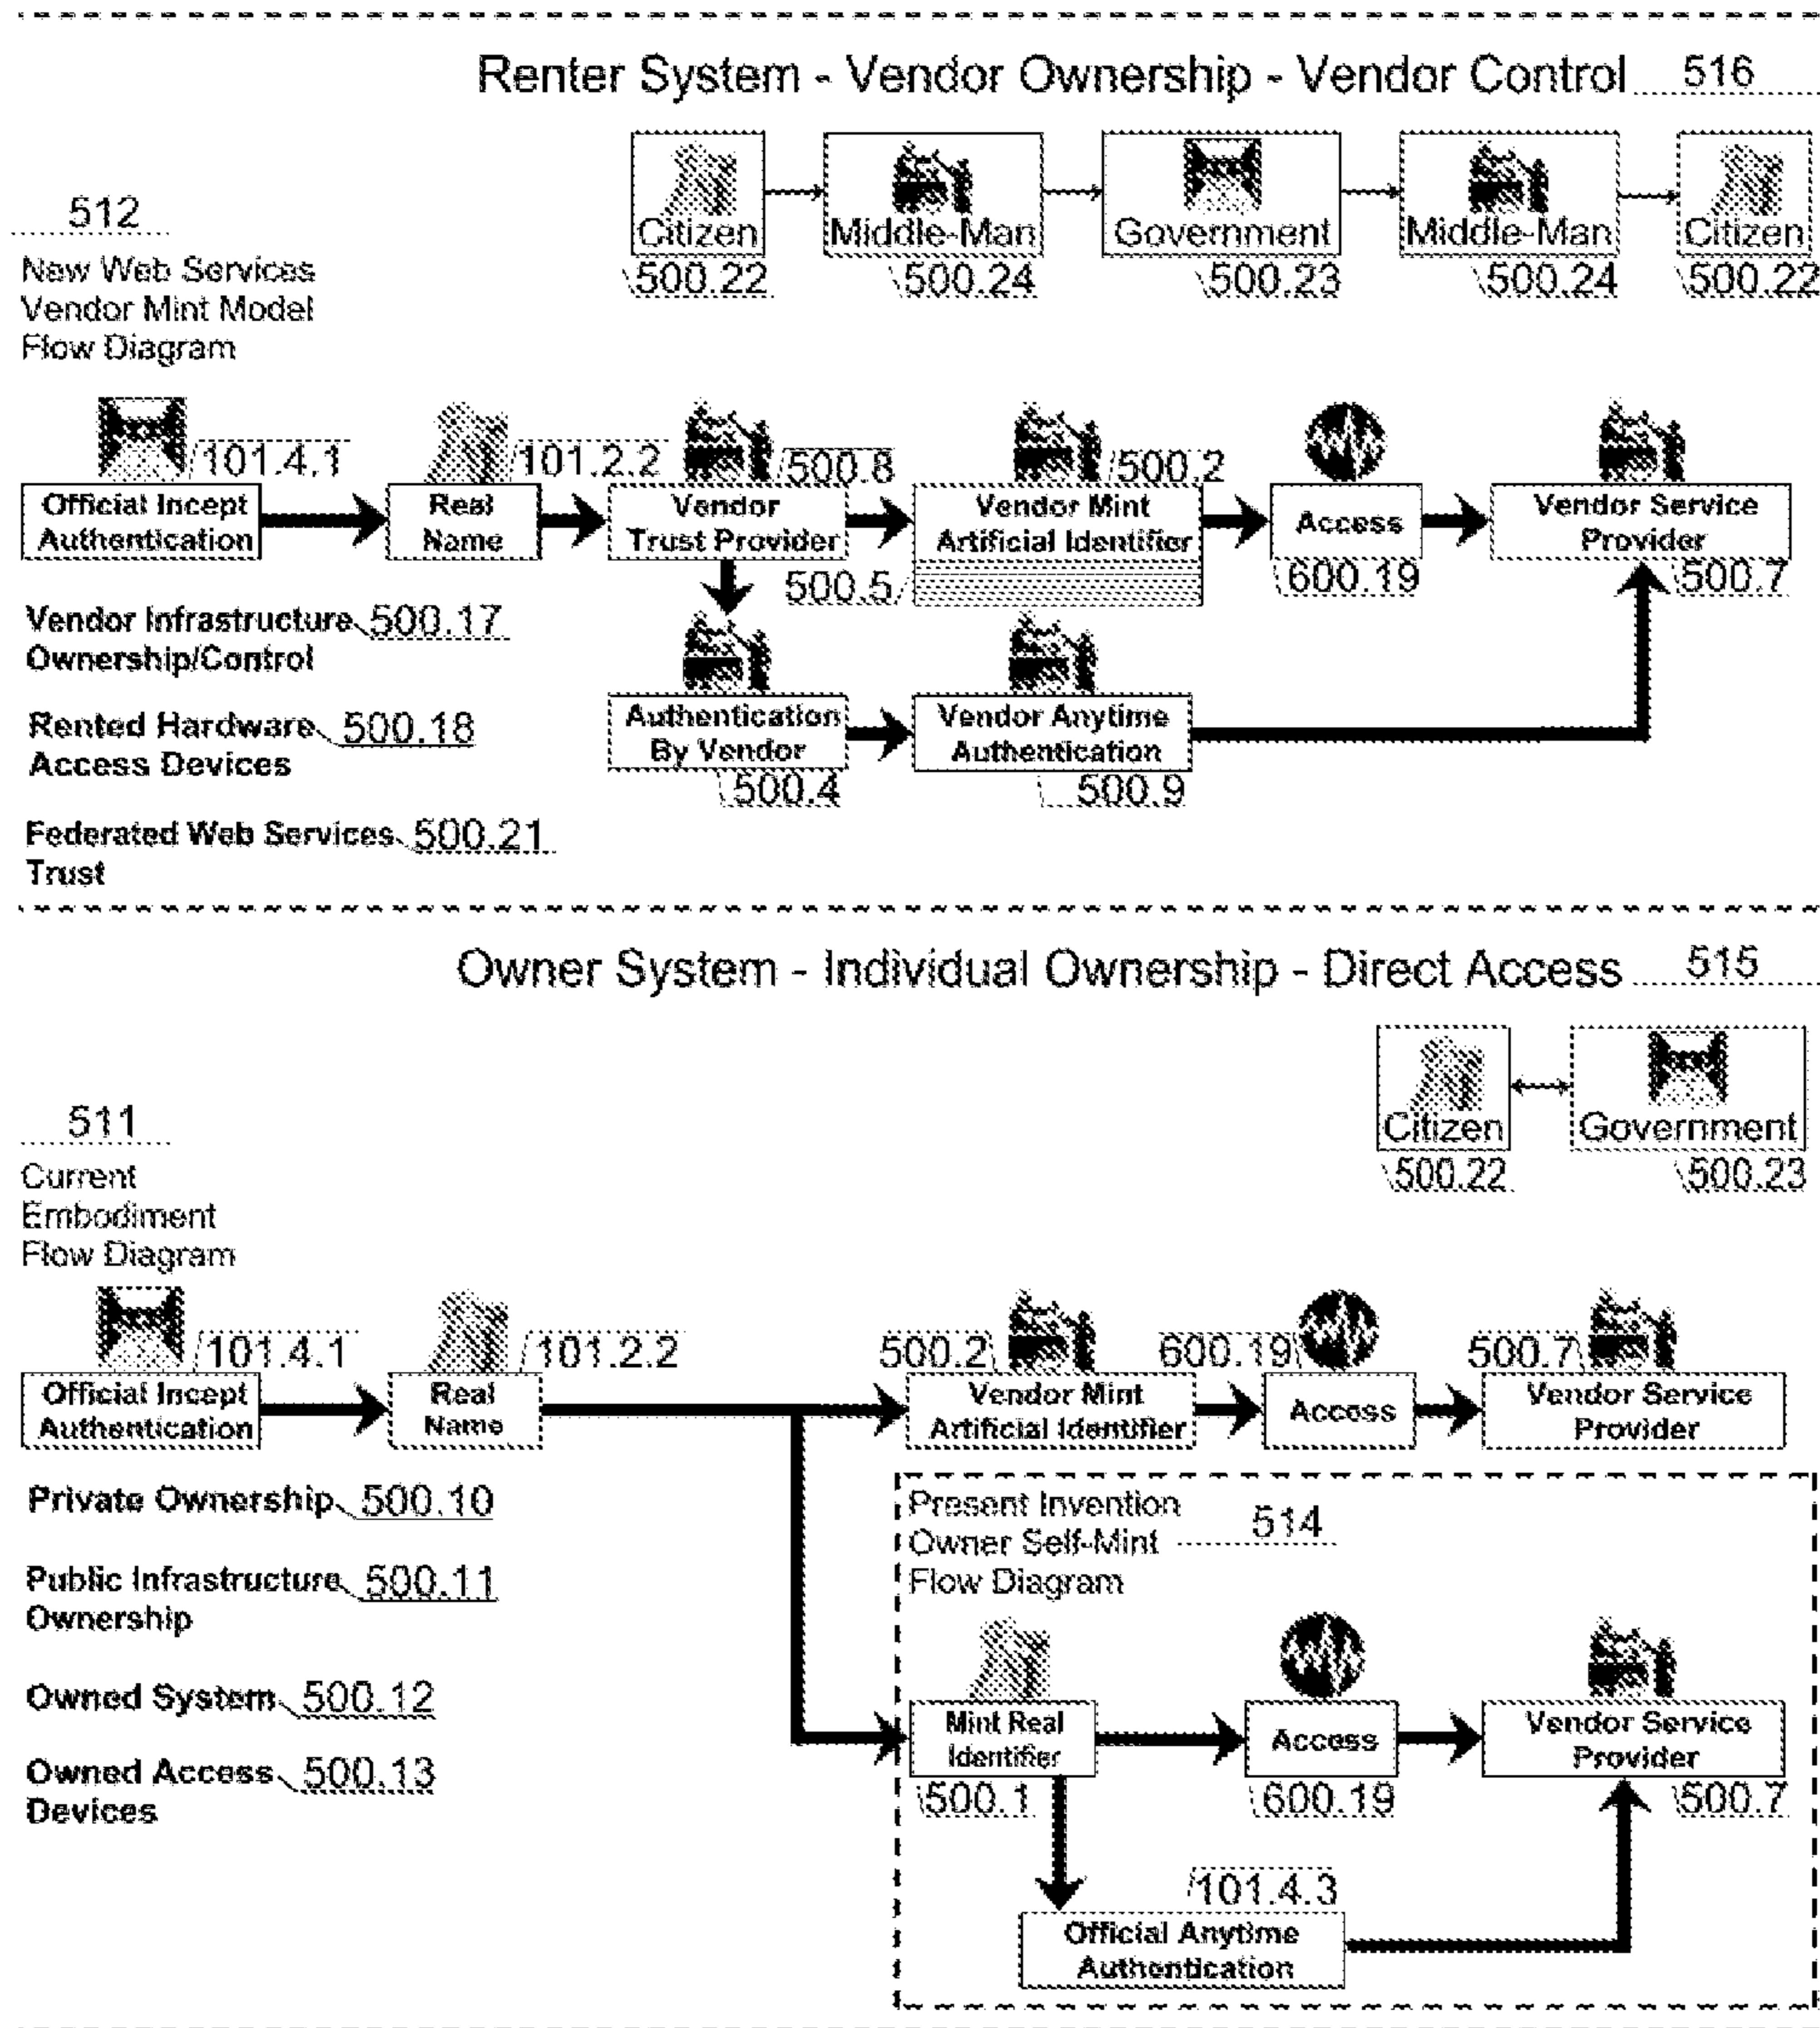 Renter System - Vendor Ownership - Vendor Control 516
Citizen Middle-Man Government Middle-Man Citizen
500.22 500.24 500.23 500.24 500.22
512
New Web Services
Vendor Mint Model
Flow Diagram
101.4.1 101.2.2 500.8 500.2
Official Incept Real Vendor Vendor Mint Access Vendor Service
Authentication Name Trust Provider Artificial Identifier Provider
500.5 600.19 500.7
Vendor Infrastructure 500.17
Ownership/Control
Rented Hardware 500.18
Access Devices
Authentication Vendor Anytime
By Vendor Authentication
500.4 500.9
Federated Web Services 500.21
Trust
Owner System - Individual Ownership - Direct Access 515
Citizen Government
500.22 500.23
511
Current
Embodiment
Flow Diagram
101.4.1 101.2.2 500.2 600.19 500.7
Official Incept Real Vendor Mint Access Vendor Service
Authentication Name Artificial Identifier Provider
Private Ownership 500.10
Public Infrastructure 500.11
Ownership
Owned System 500.12
Owned Access 500.13
Devices
Present Invention
Owner Self-Mint 514
Flow Diagram
Mint Real Access Vendor Service
Identifier Provider
500.1 600.19 500.7
101.4.3
Official Anytime
Authentication